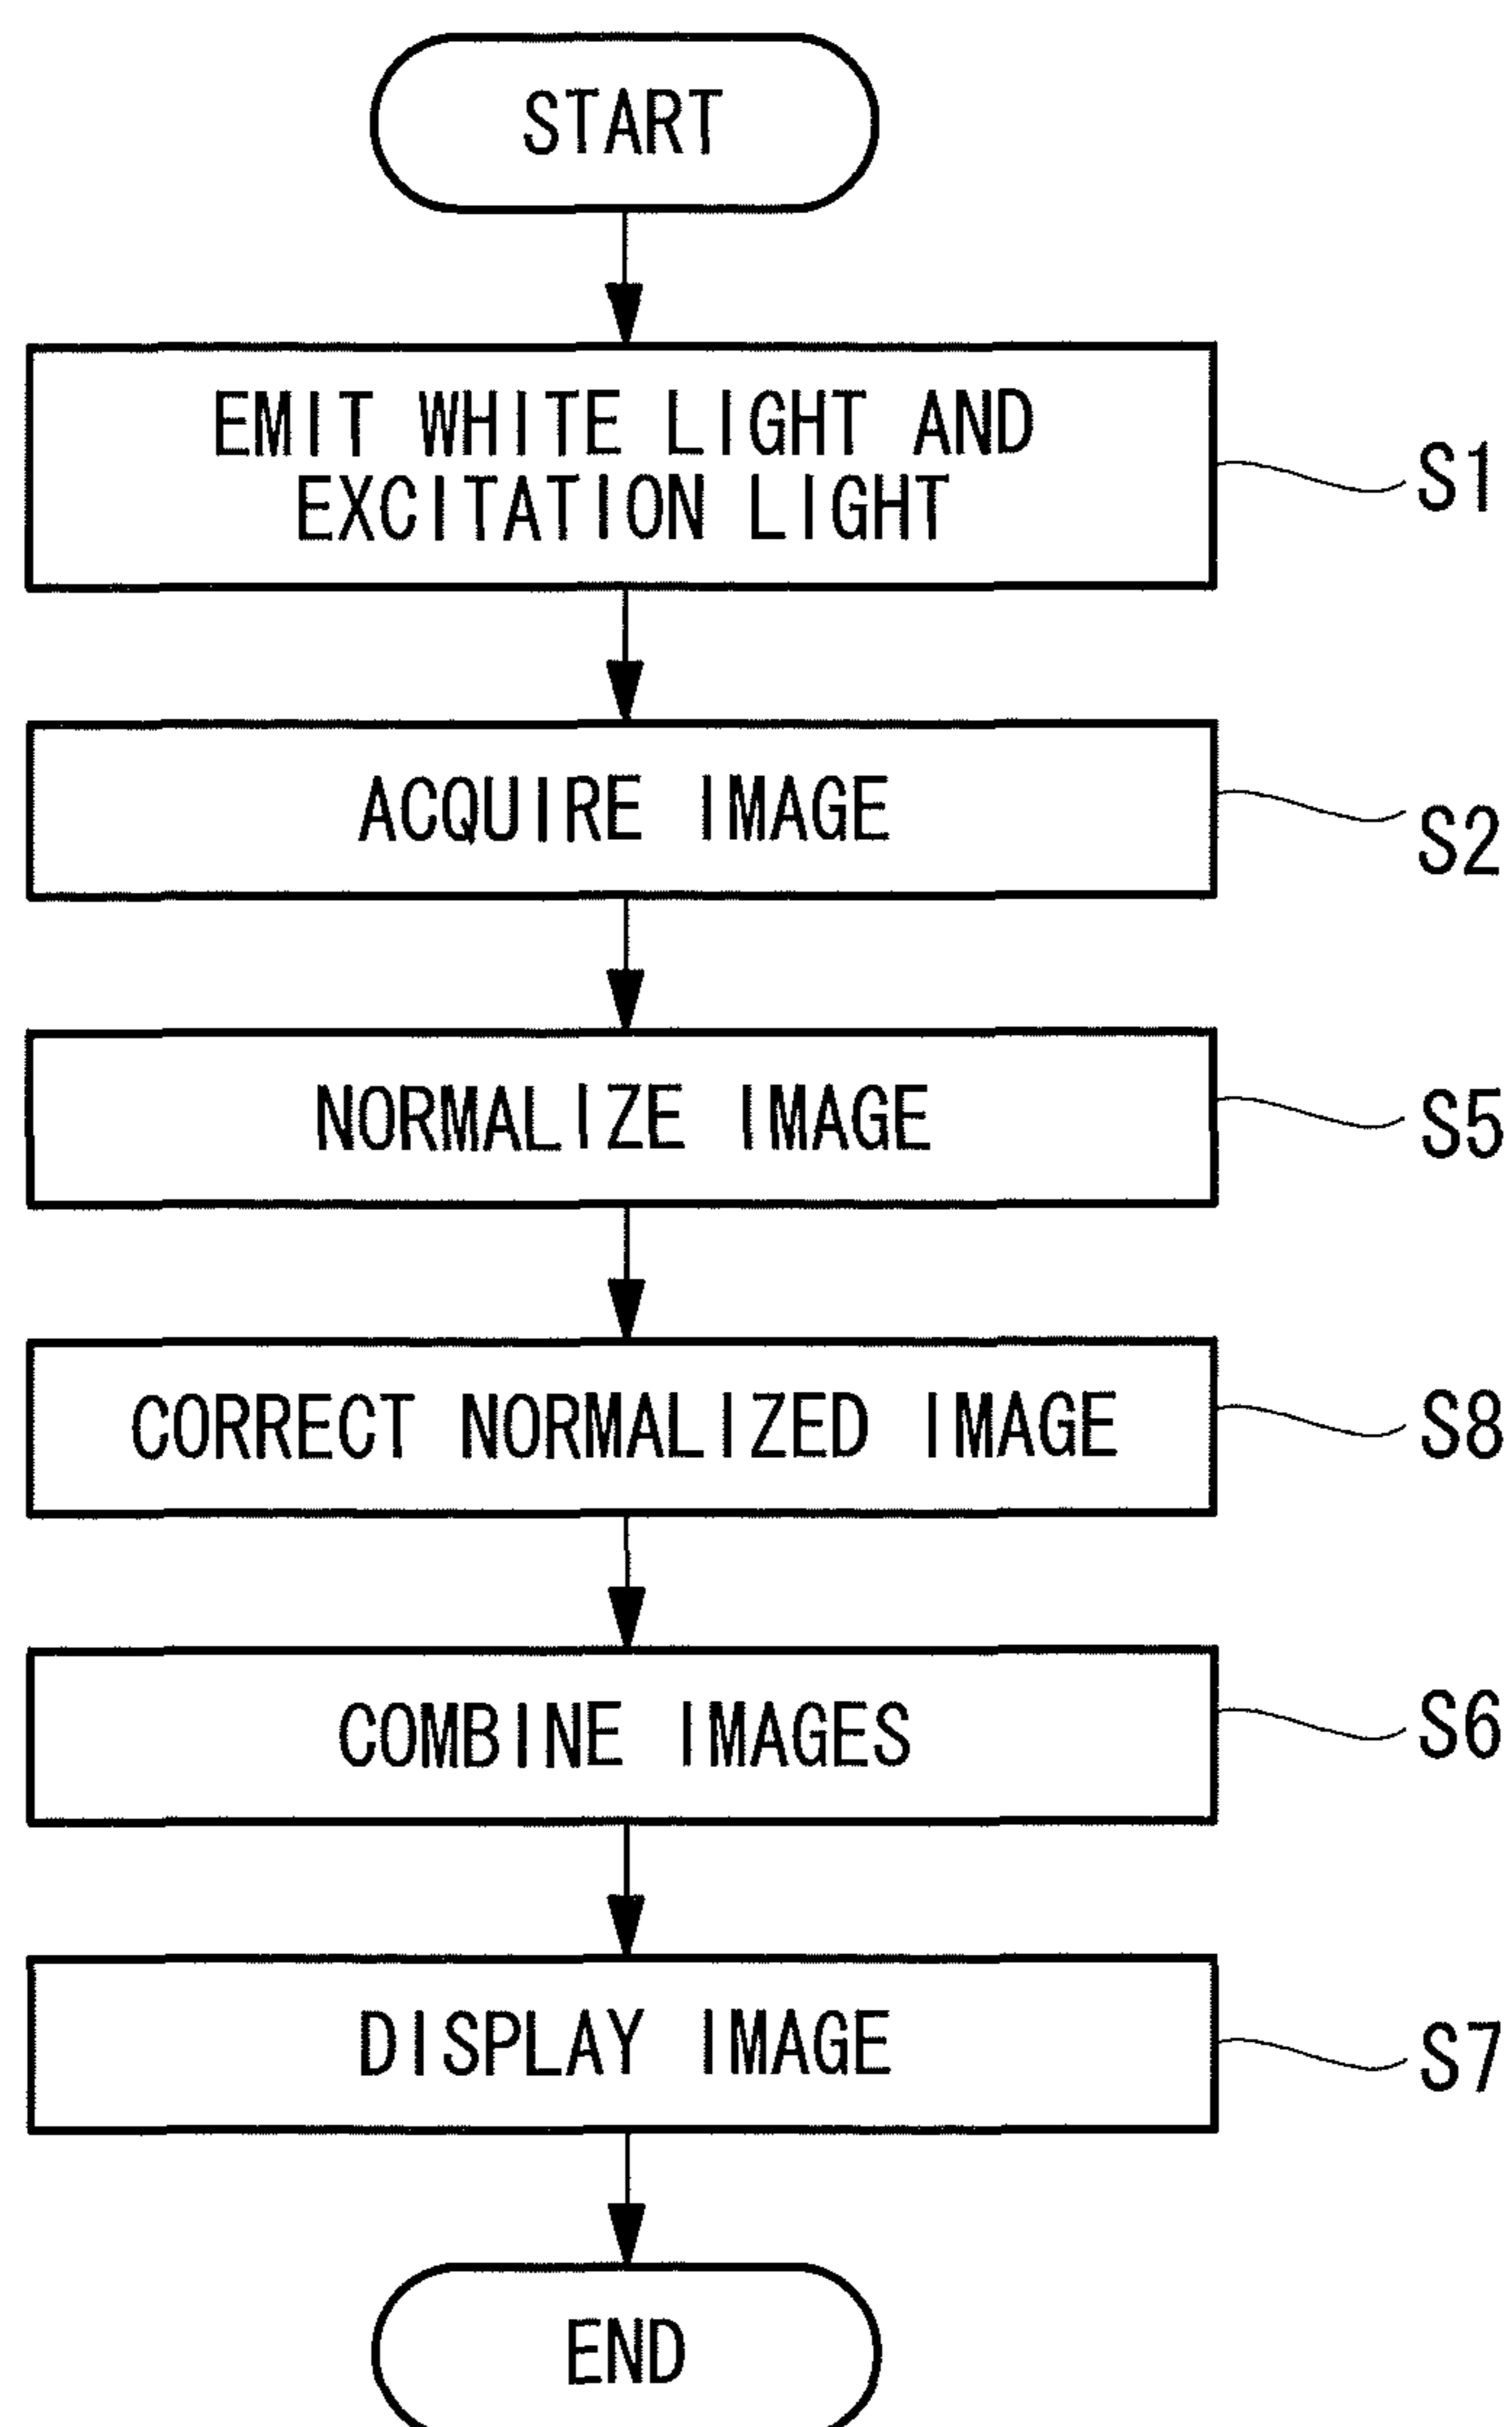 START
EMIT WHITE LIGHT AND
EXCITATION LIGHT
S1
ACQUIRE IMAGE
S2
NORMALIZE IMAGE
S5
CORRECT NORMALIZED IMAGE
S8
COMBINE IMAGES
S6
DISPLAY IMAGE
S7
END